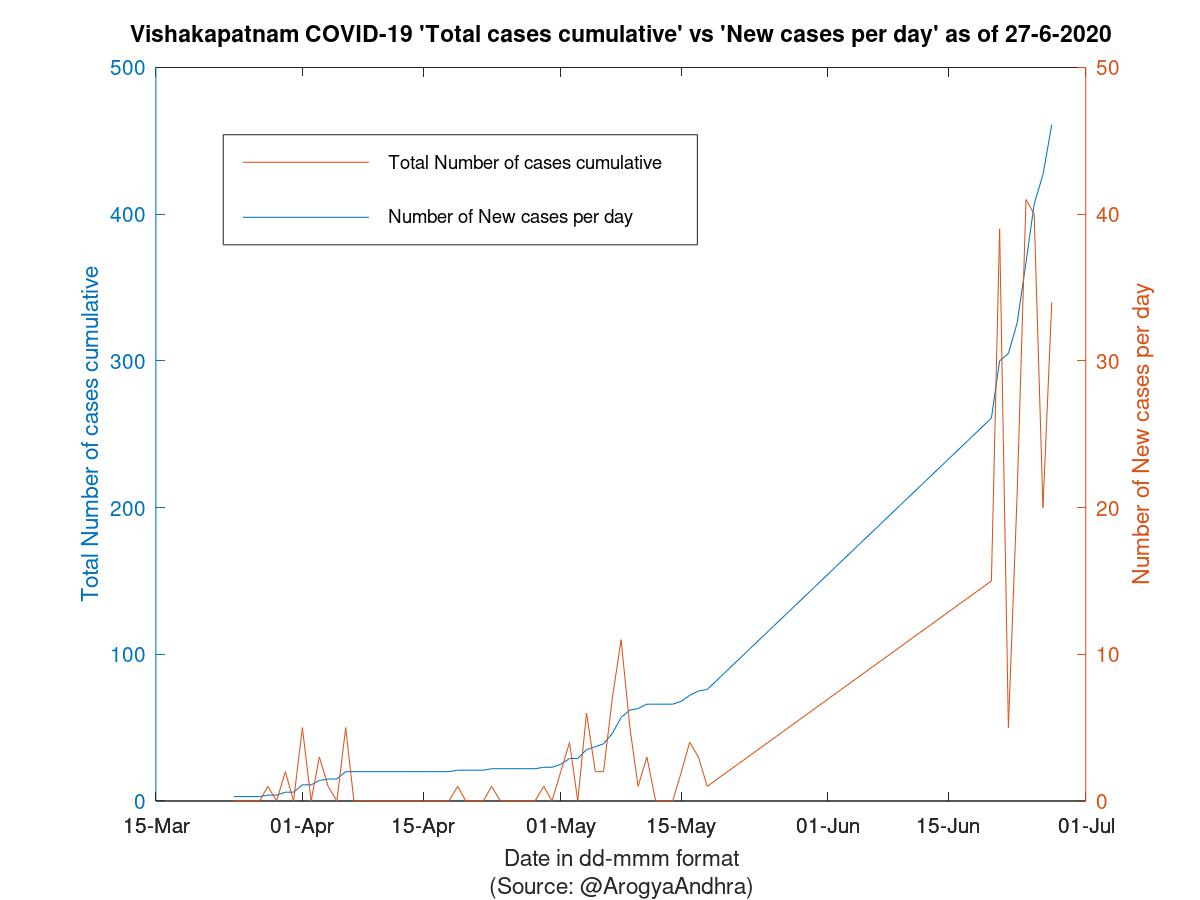 Vishakapatnam COVID-19 'Total cases cumulative' vs 'New cases per day' as of 27-6-2020
500
400
300
200
100
0
Total Number of cases cumulative
Total Number of cases cumulative
Number of New cases per day
50
40
30
20
10
0
Number of New cases per day
15-Mar 01-Apr 15-Apr 01-May 15-May 01-Jun 15-Jun 01-Jul
Date in dd-mmm format
(Source: @ArogyaAndhra)